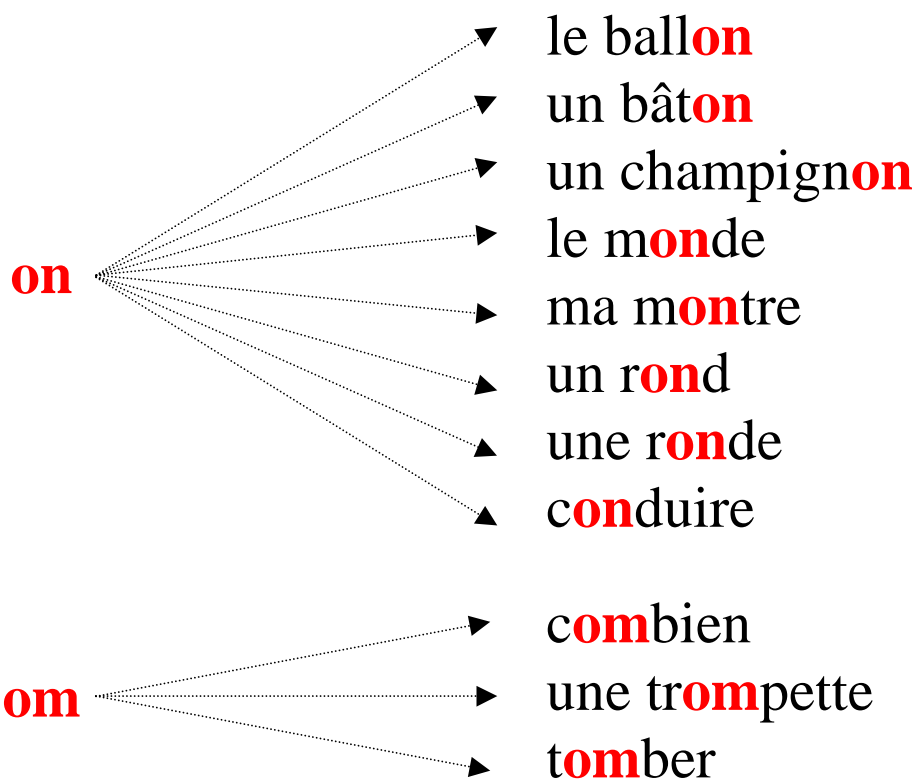 on
le ballon
un bâton
un champignon
le monde
ma montre
un rond
une ronde
conduire
om
combien
une trompette
tomber